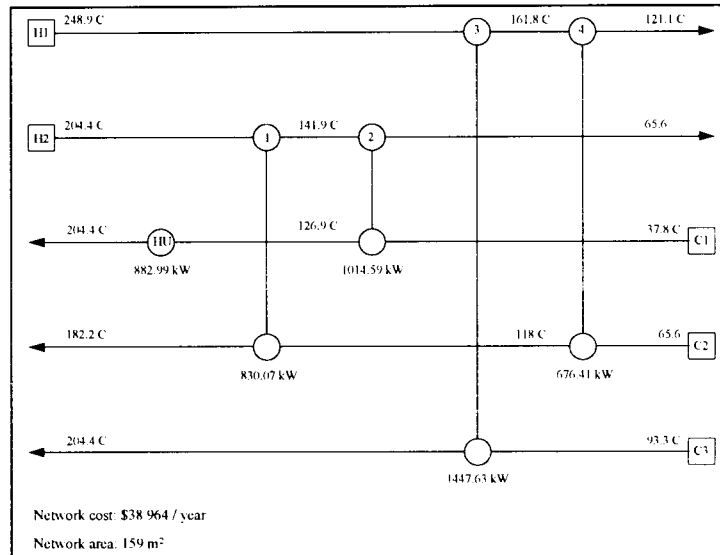 248.9 C 161.8 C 121.1 C
H1 3 4
204.4 C 141.9 C 65.6
H2 1 2
204.4 C 126.9 C 37.8 C
HU C1
882.99 kW 1014.59 kW
182.2 C 118 C 65.6
C2
830.07 kW 676.41 kW
204.4 C 93.3 C
C3
1447.63 kW
Network cost: $38 964 / year
Network area: 159 m²